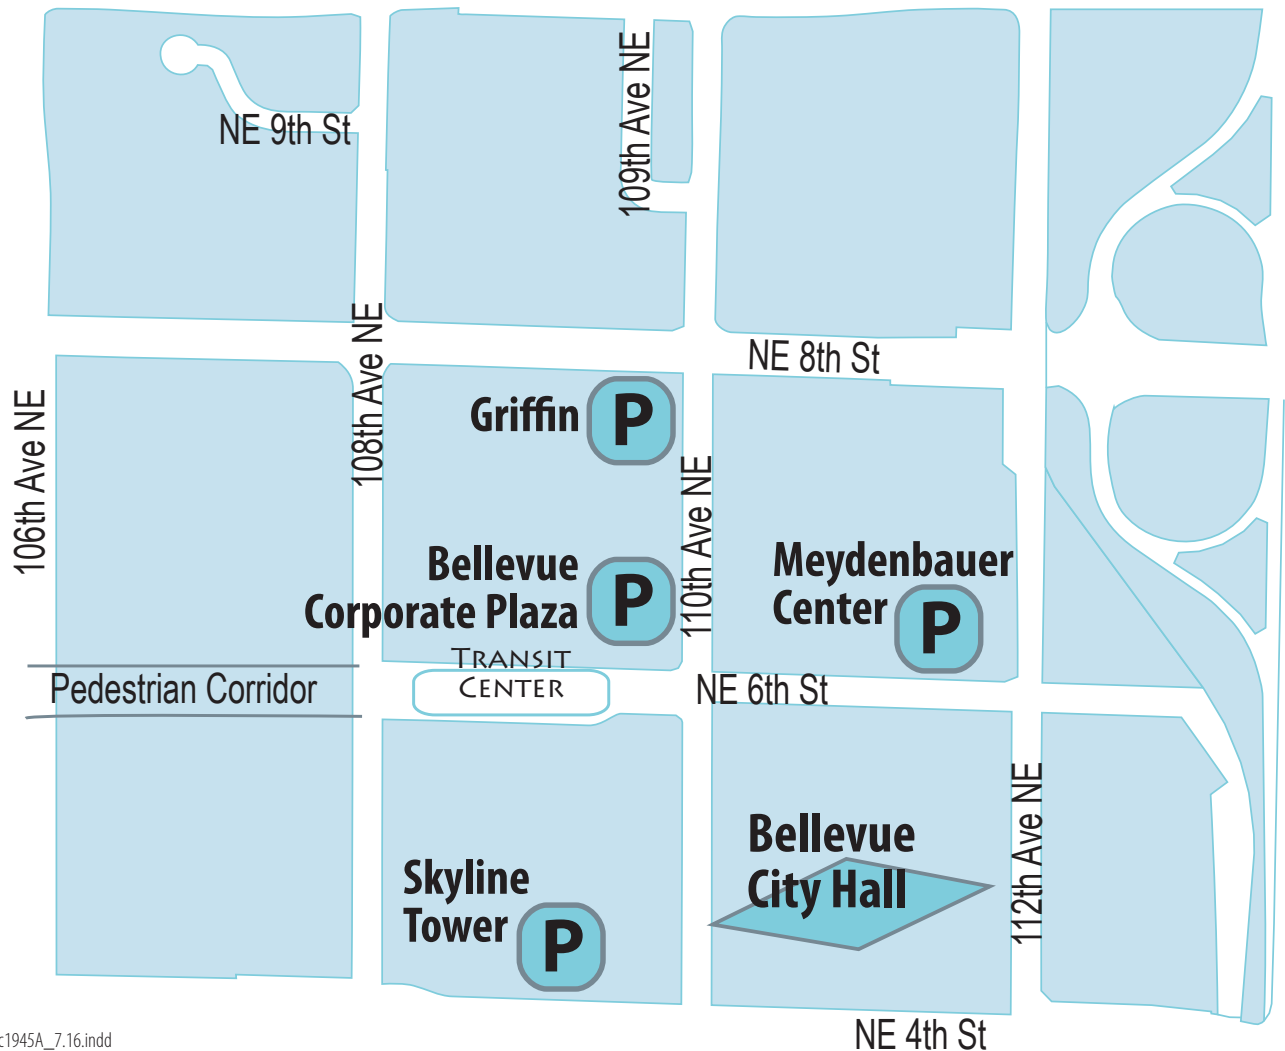 109th Ave NE
NE 9th St
NE 8th St
108th Ave NE
106th Ave NE
Griffin P
110th Ave NE
Bellevue
Corporate Plaza P
Meydenbauer
Center P
TRANSIT
CENTER
Pedestrian Corridor
NE 6th St
112th Ave NE
Bellevue
City Hall
Skyline
Tower P
NE 4th St
c1945A_7.16.indd